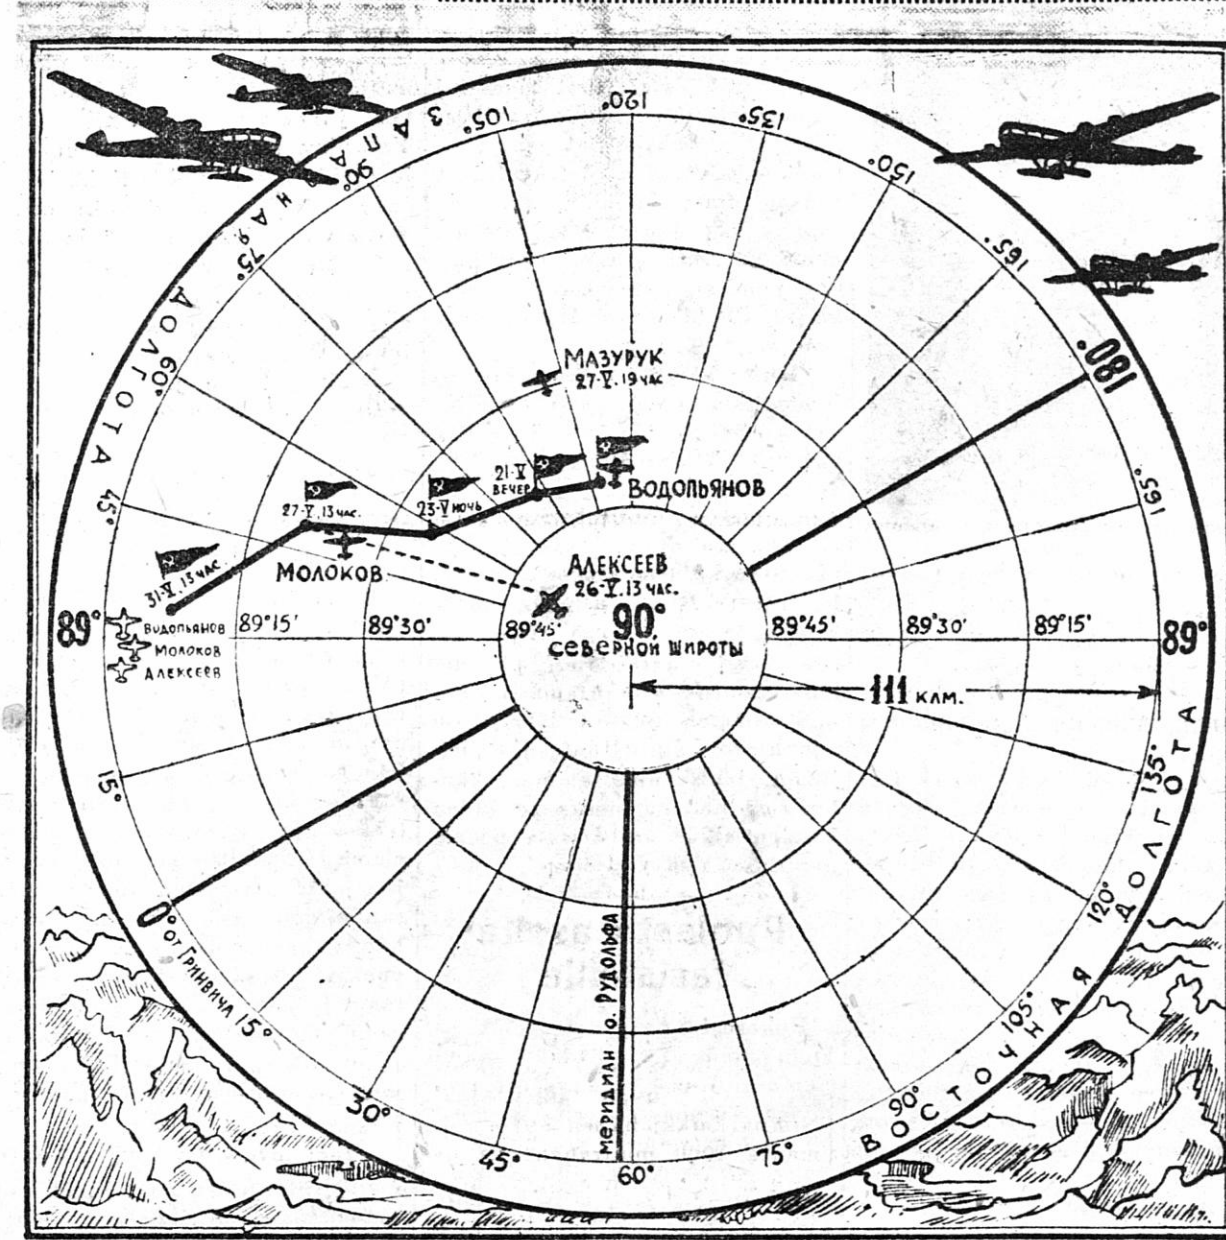 ЗАПАДНАЯ ДОЛГОТА
105°
120°
135°
90°
150°
75°
165°
60°
180°
МАЗУРУК
27·V. 19 ЧАС
21·V
ВЕЧЕР
ВОДОПЬЯНОВ
45°
165°
27·V. 13 ЧАС.
23·V НОЧЬ
МОЛОКОВ
АЛЕКСЕЕВ
26·V. 13 ЧАС.
31·V. 13 ЧАС.
89°
ВОДОПЬЯНОВ
МОЛОКОВ
АЛЕКСЕЕВ
89°15'
89°30'
89°45'
90°
СЕВЕРНОЙ ШИРОТЫ
89°45'
89°30'
89°15'
89°
111 КЛМ.
15°
135°
0° ОТ ГРИНВИЧА
120°
15°
105°
30°
90°
45°
МЕРИДИАН О. РУДОЛЬФА
60°
75°
ВОСТОЧНАЯ ДОЛГОТА